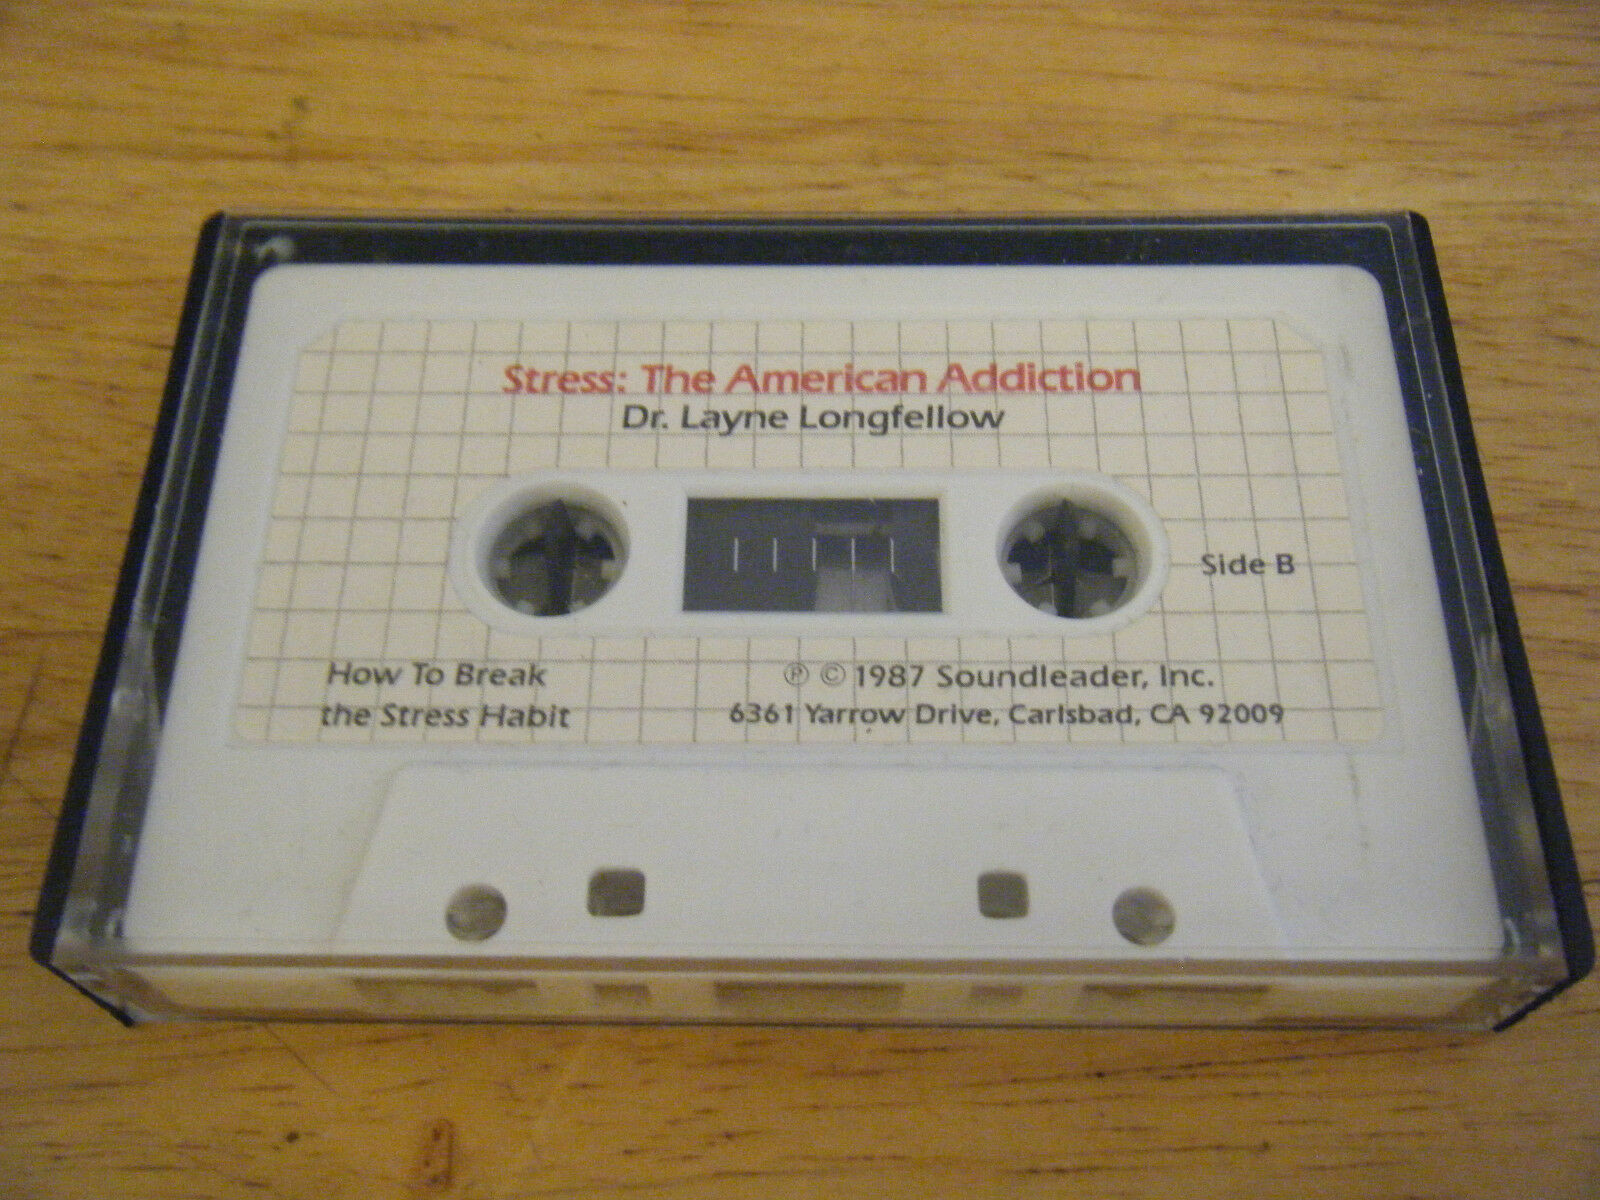 Stress: The American Addiction
Dr. Layne Longfellow
Side B
How To Break
the Stress Habit
℗ © 1987 Soundleader, Inc.
6361 Yarrow Drive, Carlsbad, CA 92009